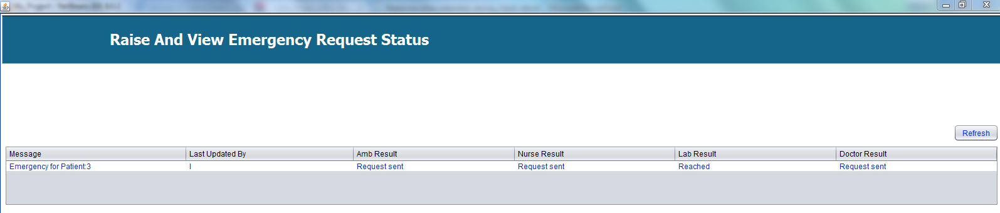 Raise And View Emergency Request Status
Refresh
Message Last Updated By Amb Result Nurse Result Lab Result Doctor Result
Emergency for Patient:3 l Request sent Request sent Reached Request sent